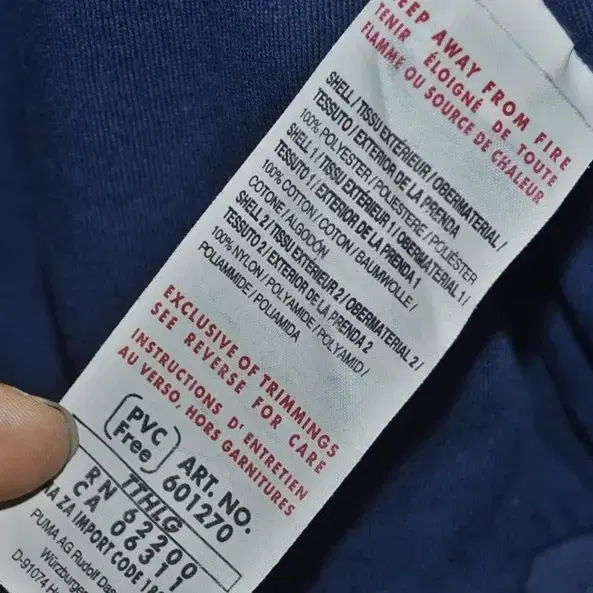 KEEP AWAY FROM FIRE
TENIR ÉLOIGNÉ DE TOUTE
FLAMME OU SOURCE DE CHALEUR
SHELL / TISSU EXTÉRIEUR / OBERMATERIAL /
TESSUTO / EXTERIOR DE LA PRENDA
100% POLYESTER / POLIESTERE / POLIÉSTER
SHELL 1 / TISSU EXTÉRIEUR 1 / OBERMATERIAL 1 /
TESSUTO 1 / EXTERIOR DE LA PRENDA 1
100% COTTON / COTON / BAUMWOLLE /
COTONE / ALGODÓN
SHELL 2 / TISSU EXTÉRIEUR 2 / OBERMATERIAL 2 /
TESSUTO 2 / EXTERIOR DE LA PRENDA 2
100% NYLON / POLYAMIDE / POLYAMID /
POLIAMMIDE / POLIAMIDA
EXCLUSIVE OF TRIMMINGS
SEE REVERSE FOR CARE
INSTRUCTIONS D'ENTRETIEN
AU VERSO, HORS GARNITURES
PVC Free
ART. NO.
601270
TTHLG
RN 62200
CA 06311
ZA IMPORT CODE
PUMA AG Rudolf
D-91074